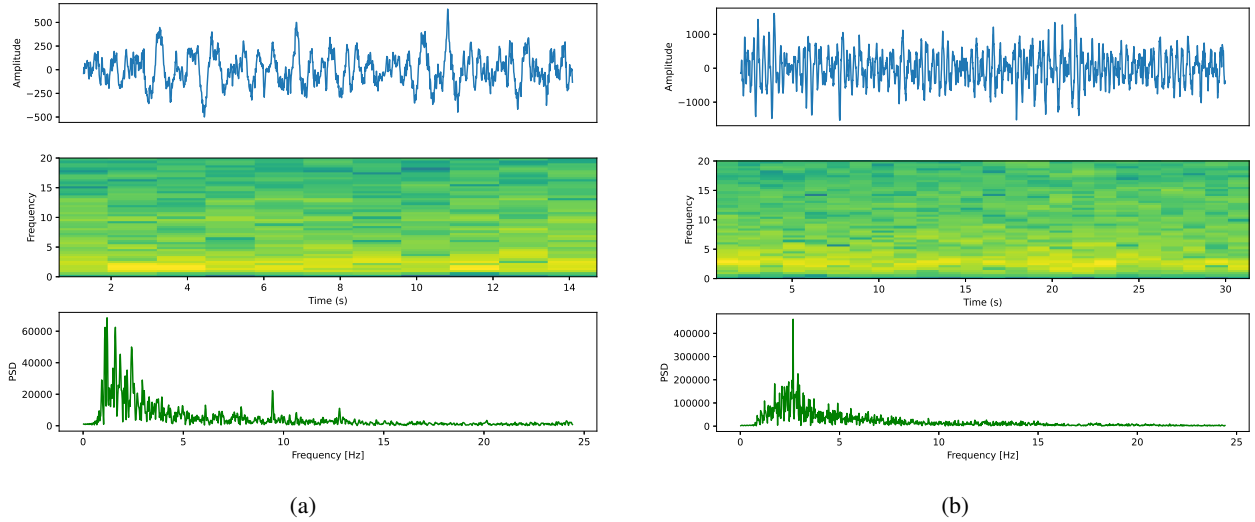 500
250
0
−250
−500
Amplitude
20
15
10
5
0
Frequency
2 4 6 8 10 12 14
Time (s)
60000
40000
20000
0
PSD
0 5 10 15 20 25
Frequency [Hz]
(a)
1000
0
−1000
Amplitude
20
15
10
5
0
Frequency
5 10 15 20 25 30
Time (s)
400000
300000
200000
100000
0
PSD
0 5 10 15 20 25
Frequency [Hz]
(b)